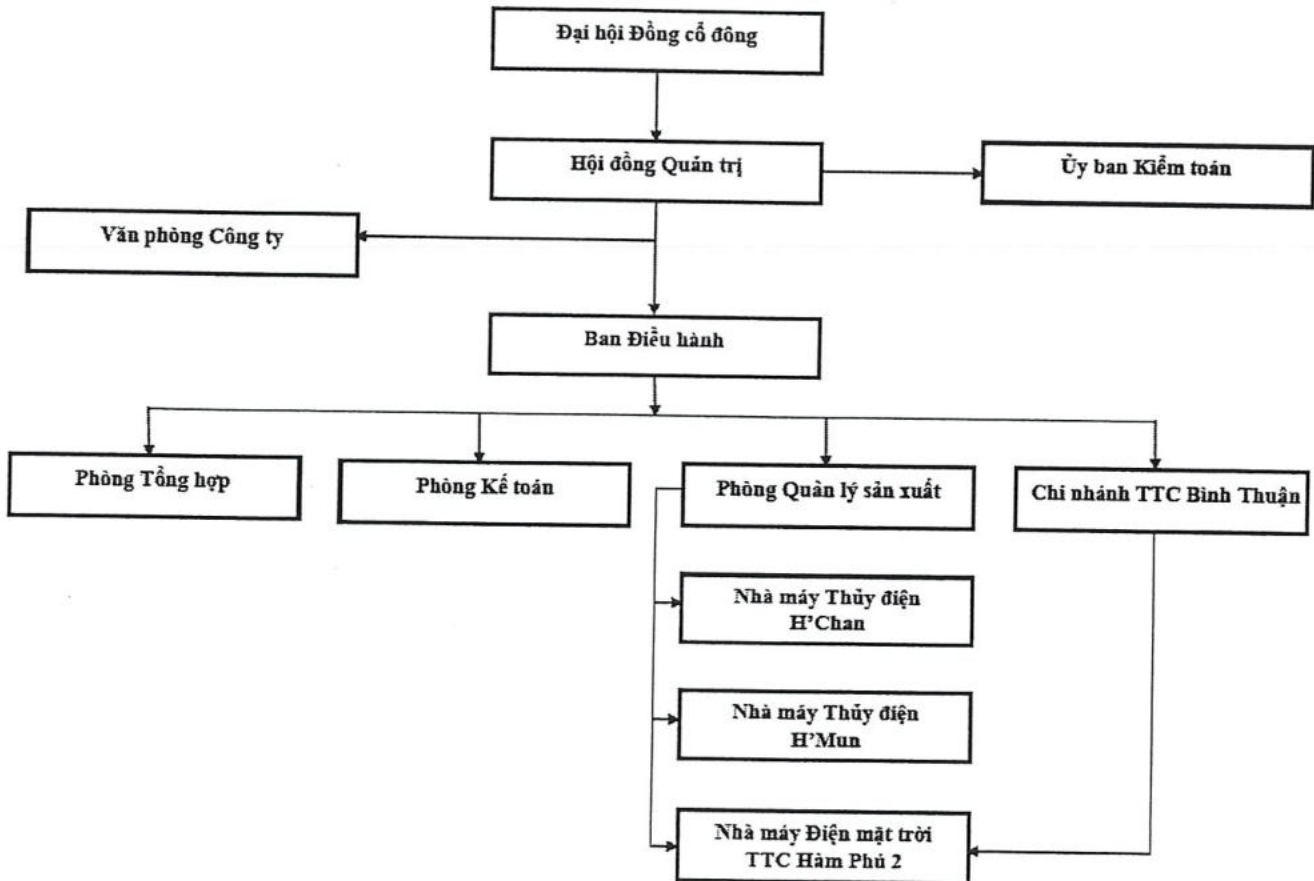 Đại hội Đồng cổ đông
Hội đồng Quản trị
Ủy ban Kiểm toán
Văn phòng Công ty
Ban Điều hành
Phòng Tổng hợp
Phòng Kế toán
Phòng Quản lý sản xuất
Chi nhánh TTC Bình Thuận
Nhà máy Thủy điện
H'Chan
Nhà máy Thủy điện
H'Mun
Nhà máy Điện mặt trời
TTC Hàm Phú 2